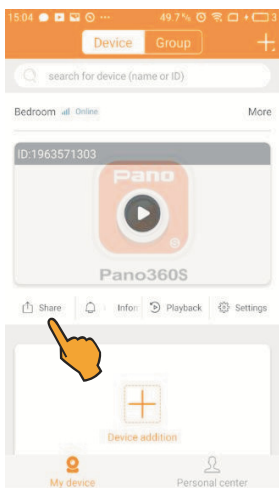 15:04 ... 49.7% 3
Device Group
search for device (name or ID)
Bedroom Online More
ID:1963571303
Pano
Pano360S
Share Infor Playback Settings
Device addition
My device Personal center